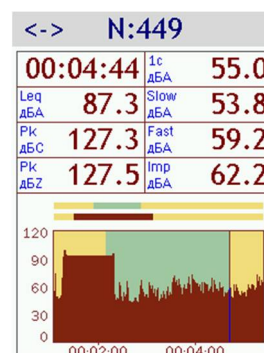 <-> N:449
00:04:44 1с дБА 55.0
Leq дБА 87.3 Slow дБА 53.8
Pk дБС 127.3 Fast дБА 59.2
Pk дБZ 127.5 Imp дБА 62.2
120
90
60
30
0
00:02:00 00:04:00